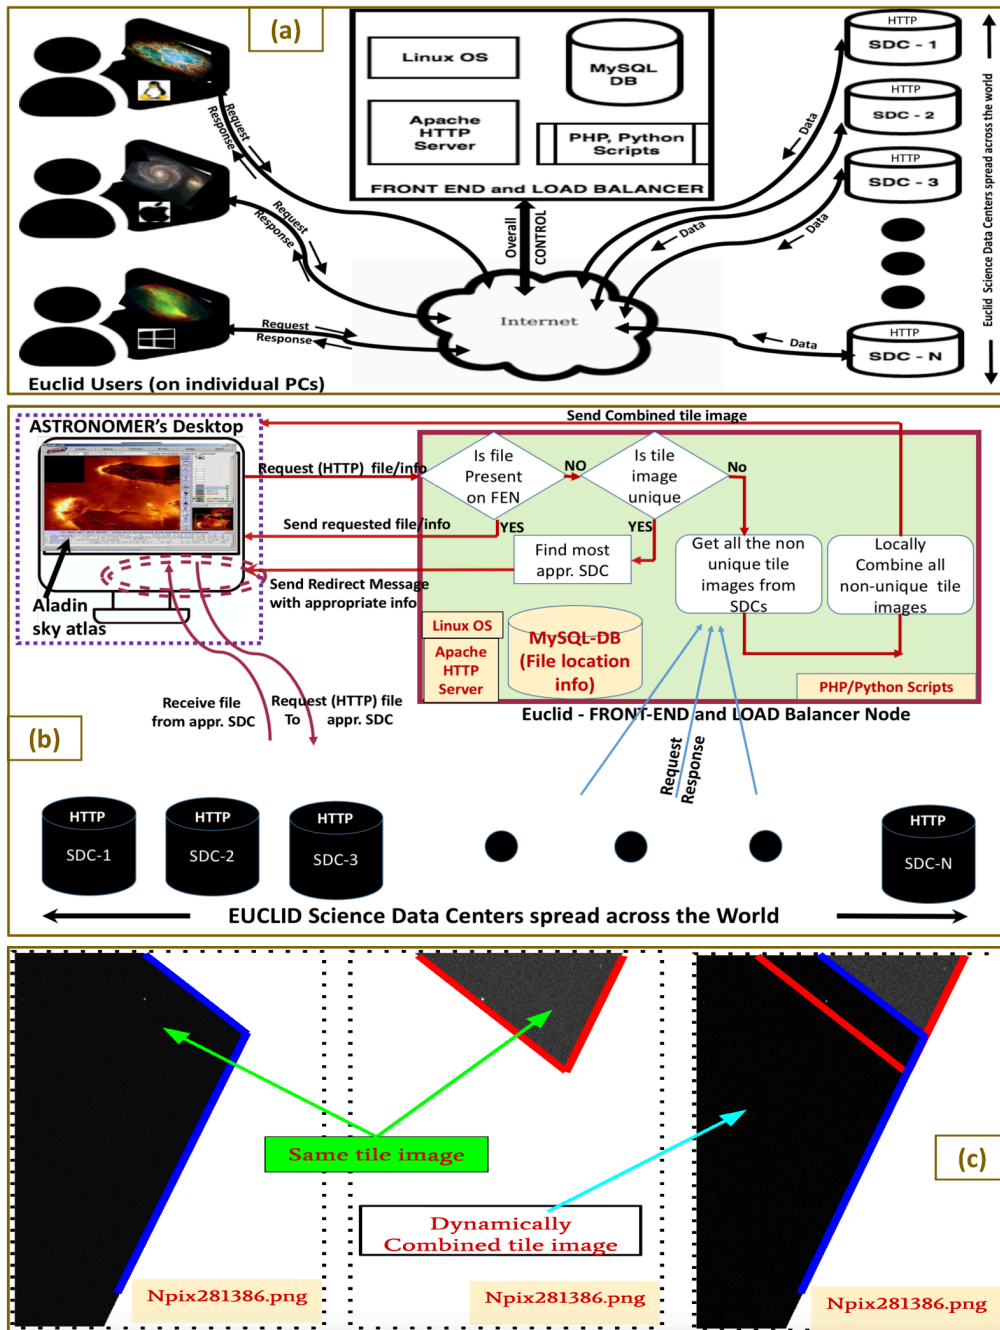 (a)
Linux OS
MySQL
DB
Apache
HTTP
Server
PHP, Python
Scripts
FRONT END and LOAD BALANCER
HTTP
SDC - 1
HTTP
SDC - 2
HTTP
SDC - 3
HTTP
SDC - N
Euclid Science Data Centers spread across the world
Request
Response
Request
Response
Request
Response
Data
Data
Data
Data
Overall
CONTROL
Internet
Euclid Users (on individual PCs)
Send Combined tile image
ASTRONOMER's Desktop
Request (HTTP) file/info
Is file
Present
on FEN
NO
Is tile
image
unique
No
Send requested file/info
YES
YES
Find most
appr. SDC
Get all the non
unique tile
images from
SDCs
Locally
Combine all
non-unique tile
images
Send Redirect Message
with appropriate info
Aladin
sky atlas
Linux OS
Apache
HTTP
Server
MySQL-DB
(File location
info)
PHP/Python Scripts
Euclid - FRONT-END and LOAD Balancer Node
Receive file
from appr. SDC
Request (HTTP) file
To appr. SDC
(b)
Request
Response
HTTP
SDC-1
HTTP
SDC-2
HTTP
SDC-3
HTTP
SDC-N
EUCLID Science Data Centers spread across the World
Same tile image
(c)
Dynamically
Combined tile image
Npix281386.png
Npix281386.png
Npix281386.png